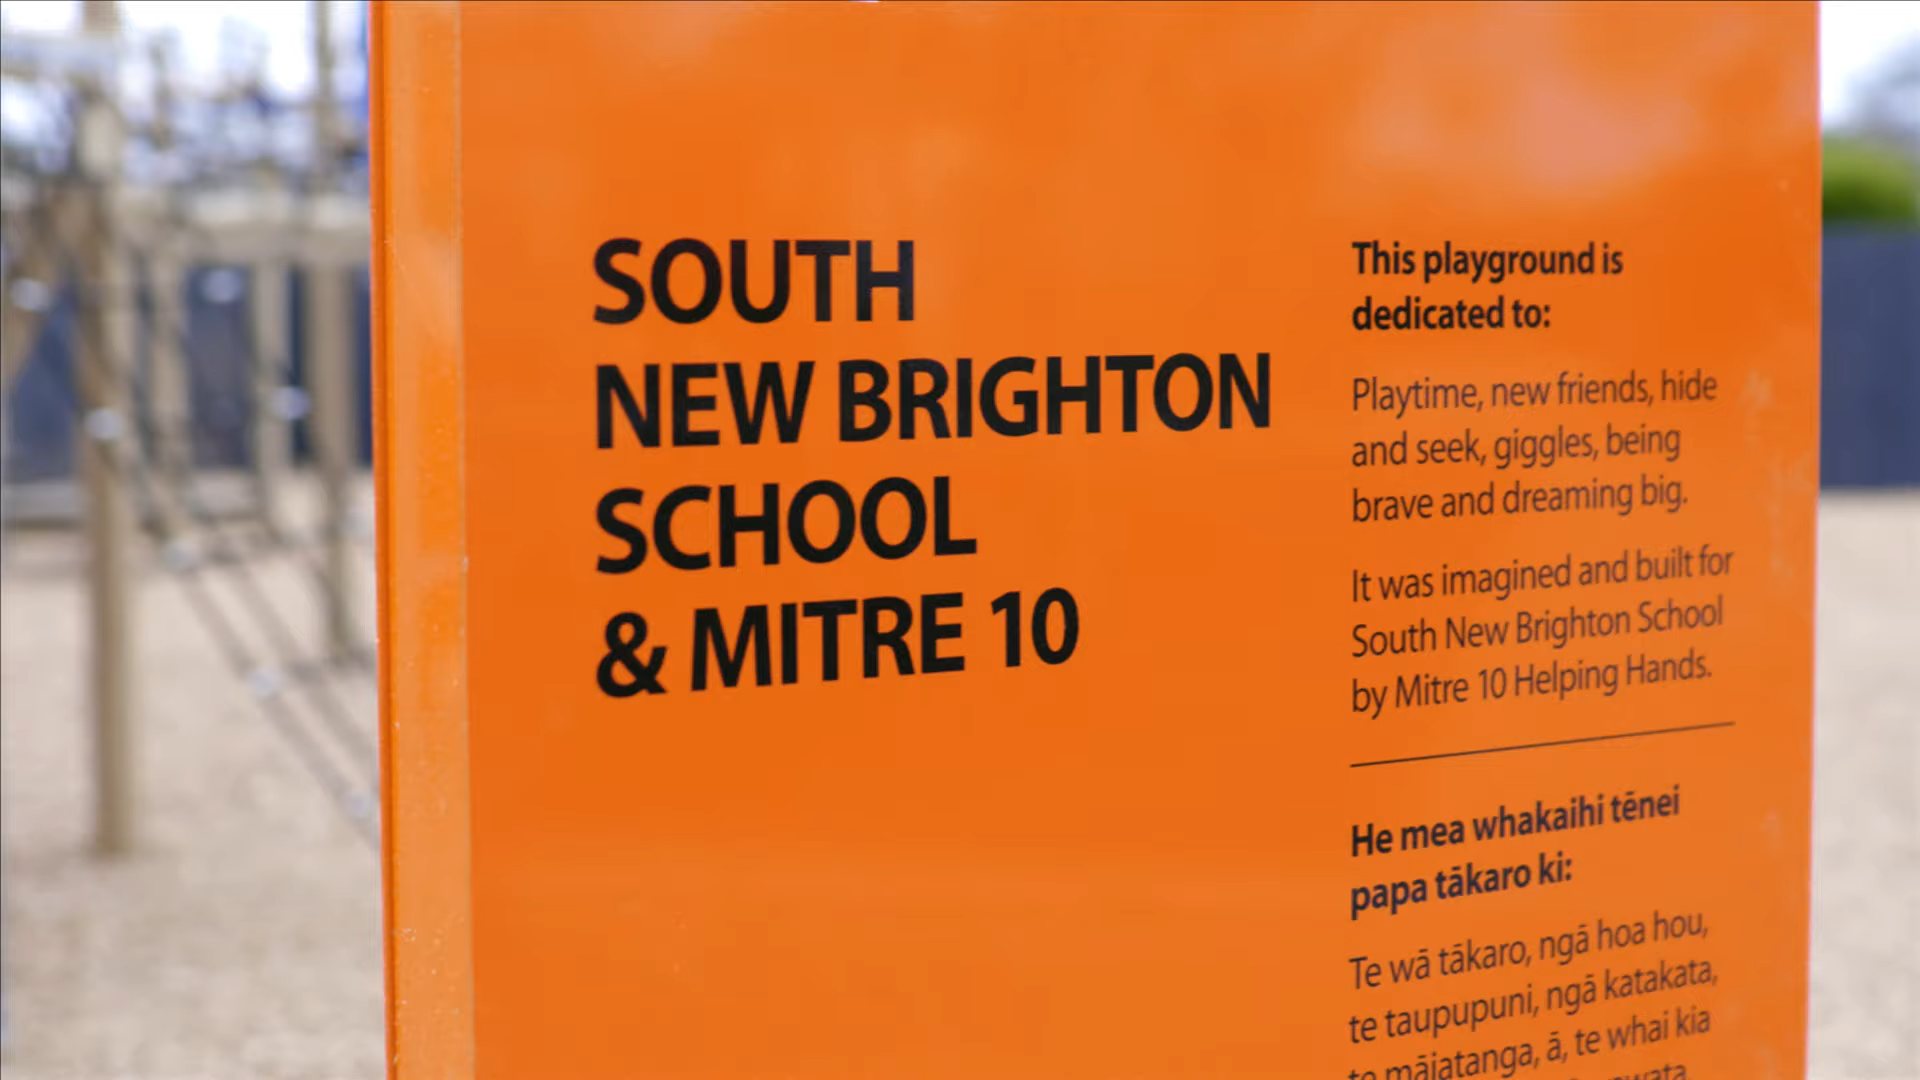 SOUTH
NEW BRIGHTON
SCHOOL
& MITRE 10
This playground is
dedicated to:
Playtime, new friends, hide
and seek, giggles, being
brave and dreaming big.
It was imagined and built for
South New Brighton School
by Mitre 10 Helping Hands.
He mea whakaihi tēnei
papa tākaro ki:
Te wā tākaro, ngā hoa hou,
te taupupuni, ngā katakata,
te māiatanga, ā, te whai kia